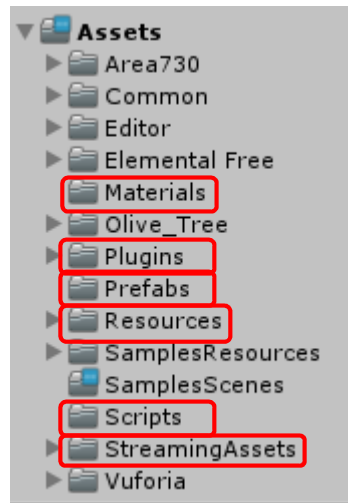 Assets
Area730
Common
Editor
Elemental Free
Materials
Olive_Tree
Plugins
Prefabs
Resources
SamplesResources
SamplesScenes
Scripts
StreamingAssets
Vuforia